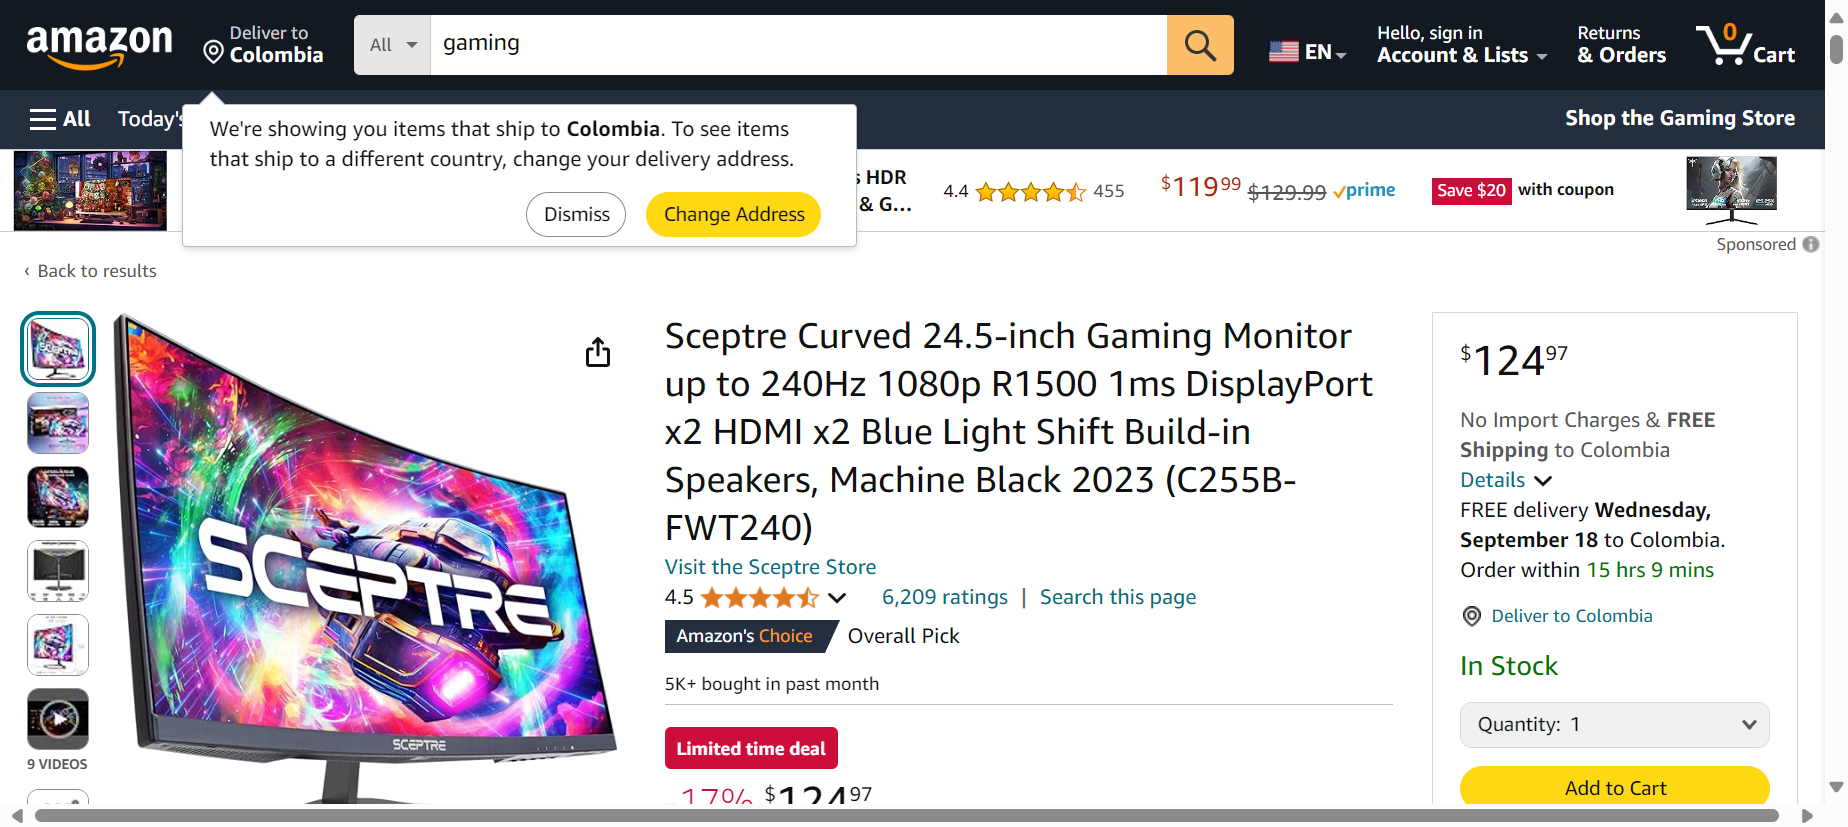 amazon
Deliver to
Colombia
All
gaming
EN
Hello, sign in
Account & Lists
Returns
& Orders
0
Cart
All
Today's
Shop the Gaming Store
We're showing you items that ship to Colombia. To see items
that ship to a different country, change your delivery address.
Dismiss
Change Address
HDR
& G...
4.4
455
$119.99
$129.99
prime
Save $20
with coupon
Sponsored
‹ Back to results
9 VIDEOS
SCEPTRE
SCEPTRE
Sceptre Curved 24.5-inch Gaming Monitor
up to 240Hz 1080p R1500 1ms DisplayPort
x2 HDMI x2 Blue Light Shift Build-in
Speakers, Machine Black 2023 (C255B-
FWT240)
Visit the Sceptre Store
4.5
6,209 ratings | Search this page
Amazon's Choice
Overall Pick
5K+ bought in past month
Limited time deal
-17% $124.97
$124.97
No Import Charges & FREE
Shipping to Colombia
Details
FREE delivery Wednesday,
September 18 to Colombia.
Order within 15 hrs 9 mins
Deliver to Colombia
In Stock
Quantity: 1
Add to Cart